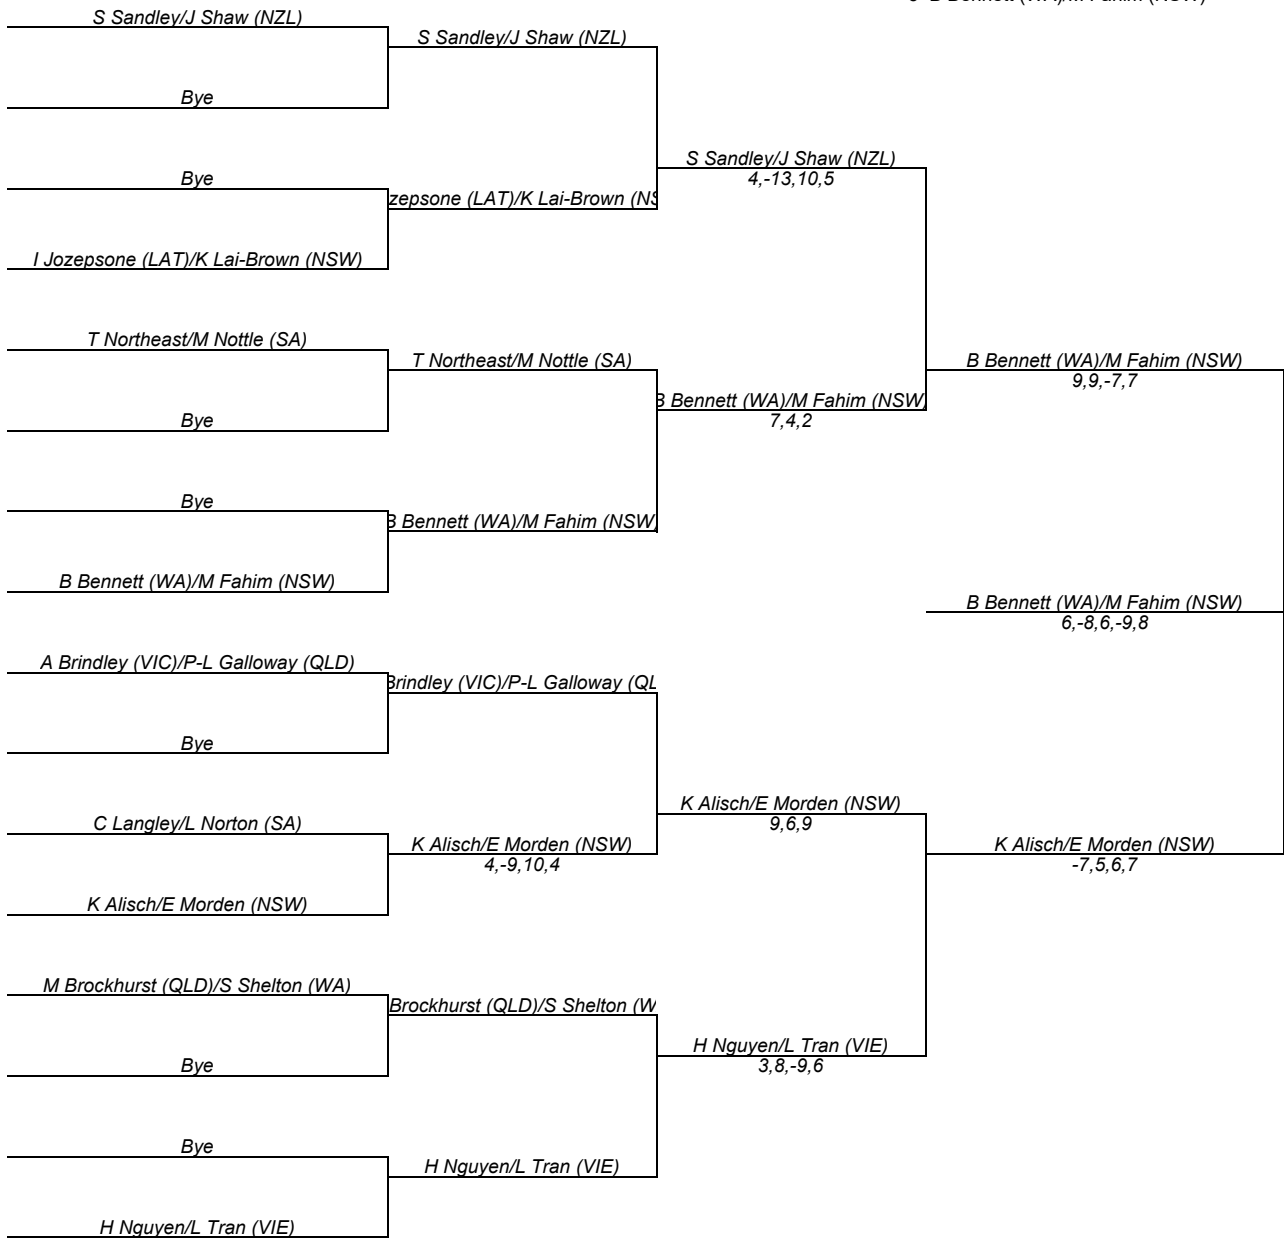 S Sandley/J Shaw (NZL)
Bye
Bye
I Jozepsone (LAT)/K Lai-Brown (NSW)
T Northeast/M Nottle (SA)
Bye
Bye
B Bennett (WA)/M Fahim (NSW)
A Brindley (VIC)/P-L Galloway (QLD)
Bye
C Langley/L Norton (SA)
K Alisch/E Morden (NSW)
M Brockhurst (QLD)/S Shelton (WA)
Bye
Bye
H Nguyen/L Tran (VIE)
S Sandley/J Shaw (NZL)
zepsone (LAT)/K Lai-Brown (NS
T Northeast/M Nottle (SA)
B Bennett (WA)/M Fahim (NSW)
Brindley (VIC)/P-L Galloway (QL
K Alisch/E Morden (NSW)
4,-9,10,4
Brockhurst (QLD)/S Shelton (W
H Nguyen/L Tran (VIE)
S Sandley/J Shaw (NZL)
4,-13,10,5
B Bennett (WA)/M Fahim (NSW)
7,4,2
K Alisch/E Morden (NSW)
9,6,9
H Nguyen/L Tran (VIE)
3,8,-9,6
B Bennett (WA)/M Fahim (NSW)
9,9,-7,7
B Bennett (WA)/M Fahim (NSW)
6,-8,6,-9,8
K Alisch/E Morden (NSW)
-7,5,6,7